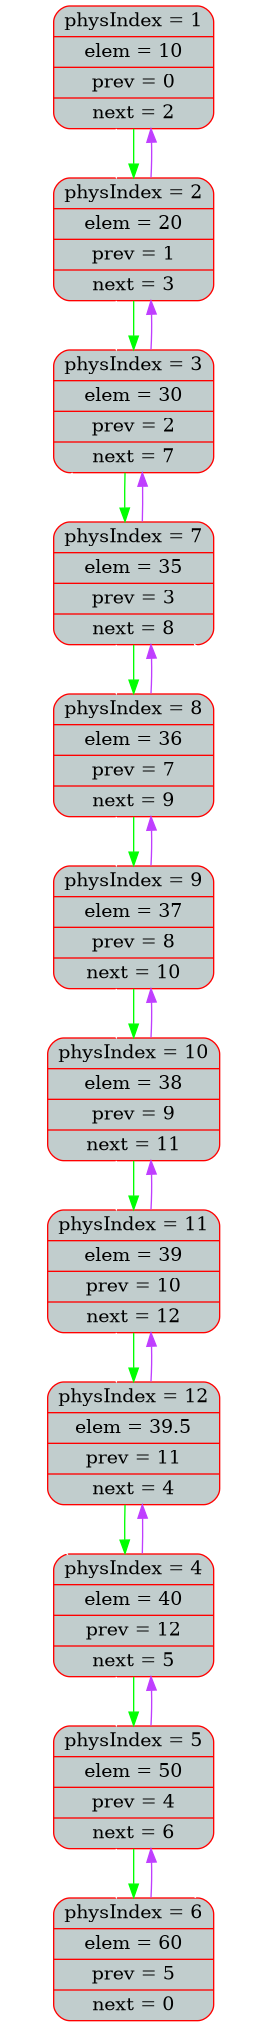 physIndex = 1
elem = 10
prev = 0
next = 2
physIndex = 2
elem = 20
prev = 1
next = 3
physIndex = 3
elem = 30
prev = 2
next = 7
physIndex = 7
elem = 35
prev = 3
next = 8
physIndex = 8
elem = 36
prev = 7
next = 9
physIndex = 9
elem = 37
prev = 8
next = 10
physIndex = 10
elem = 38
prev = 9
next = 11
physIndex = 11
elem = 39
prev = 10
next = 12
physIndex = 12
elem = 39.5
prev = 11
next = 4
physIndex = 4
elem = 40
prev = 12
next = 5
physIndex = 5
elem = 50
prev = 4
next = 6
physIndex = 6
elem = 60
prev = 5
next = 0